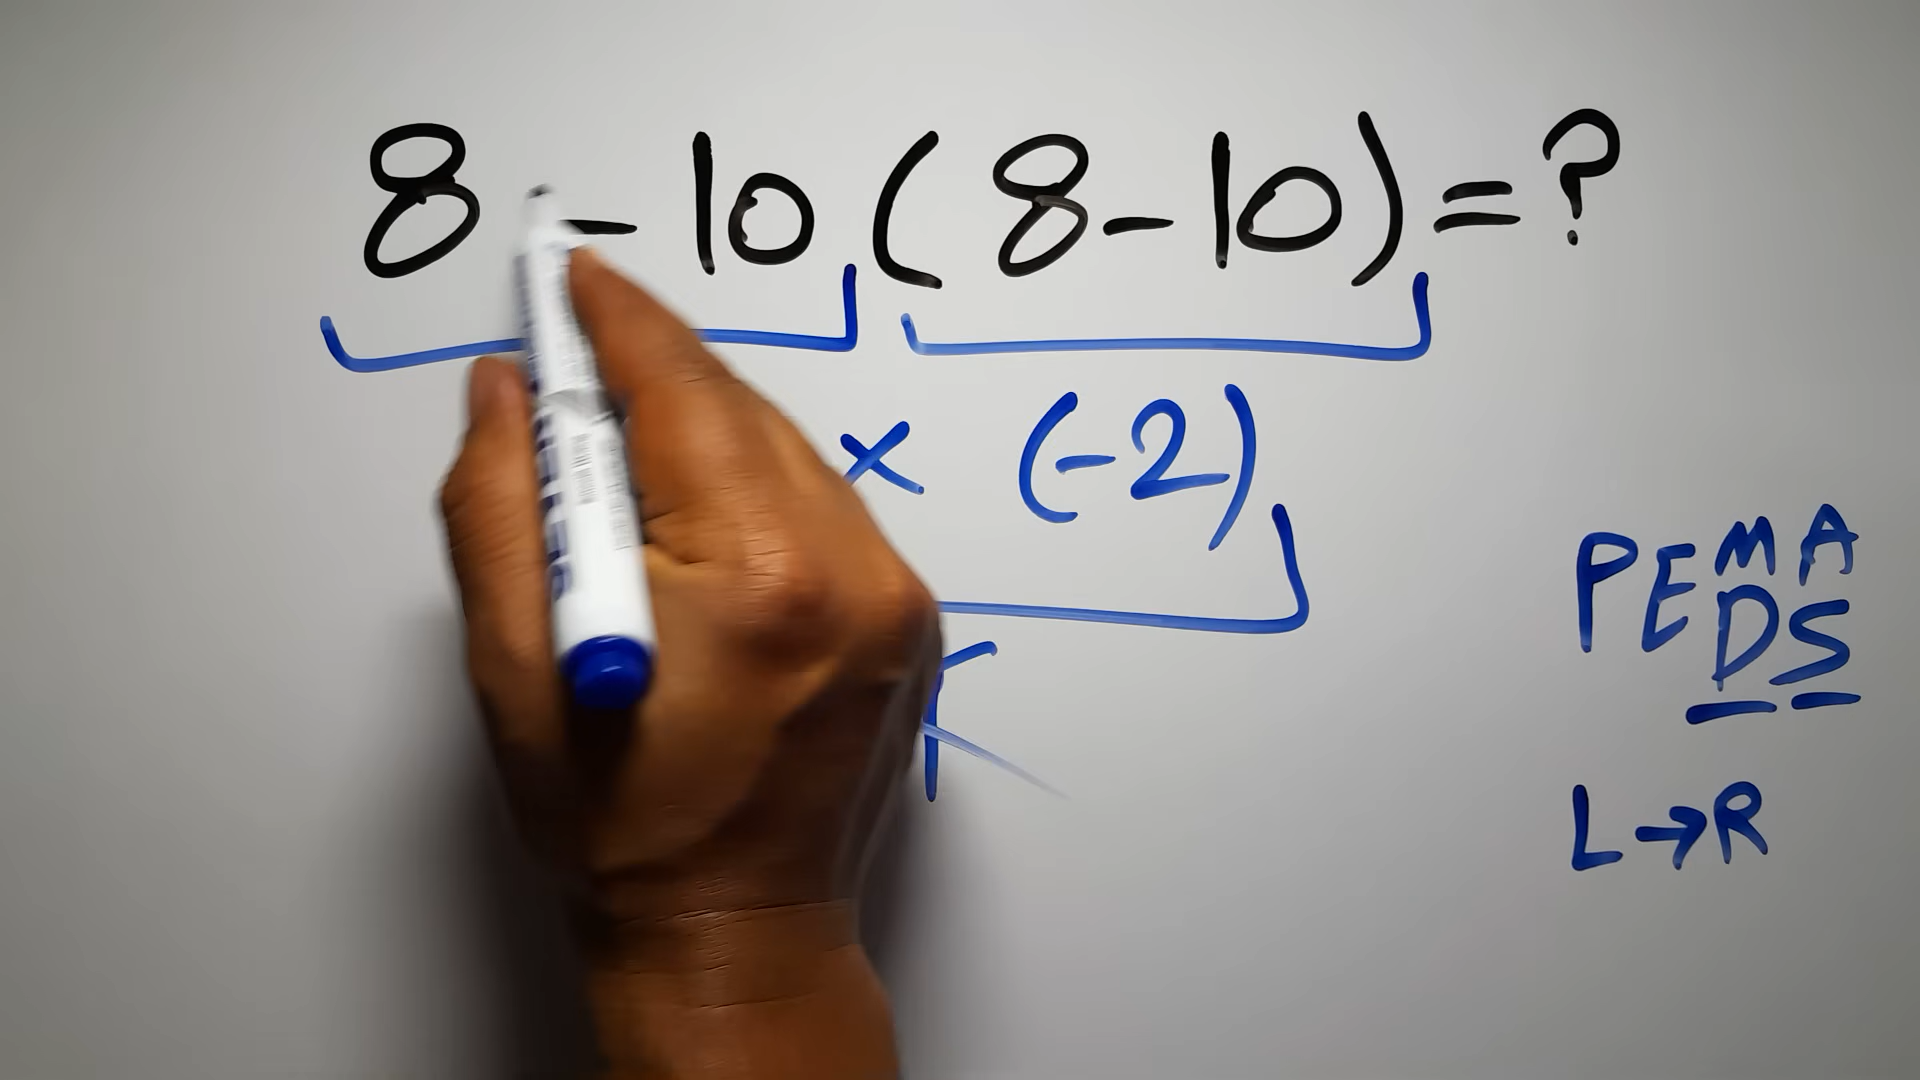 8 - 10 ( 8 - 10 ) = ?
× (-2)
PEMA
DS
L→R